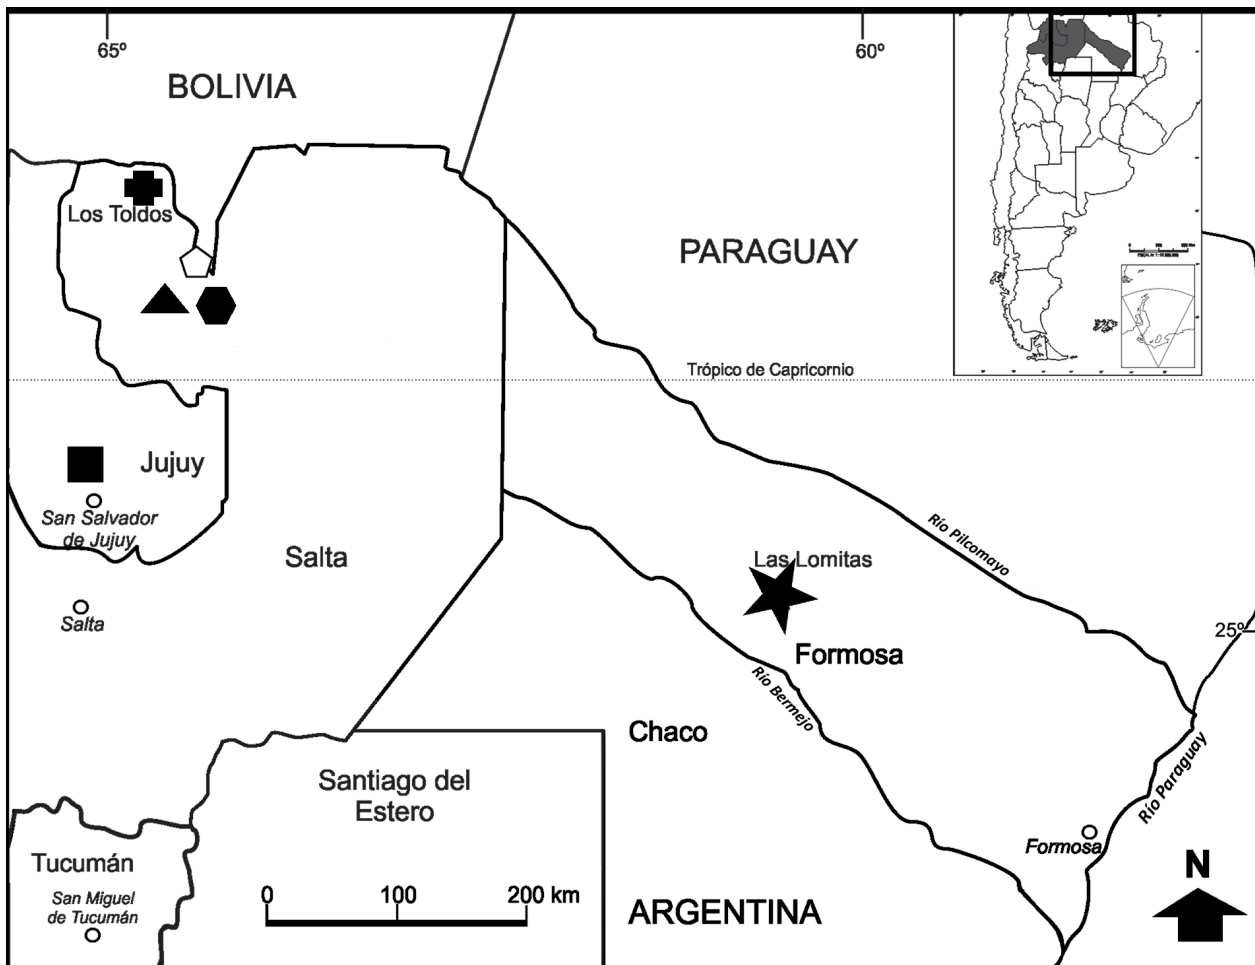 65º
60º
BOLIVIA
Los Toldos
PARAGUAY
Trópico de Capricornio
Jujuy
San Salvador
de Jujuy
Salta
Salta
Río Pilcomayo
Las Lomitas
25º
Formosa
Río Bermejo
Chaco
Río Paraguay
Santiago del
Estero
Formosa
Tucumán
San Miguel
de Tucumán
0 100 200 km
ARGENTINA
N